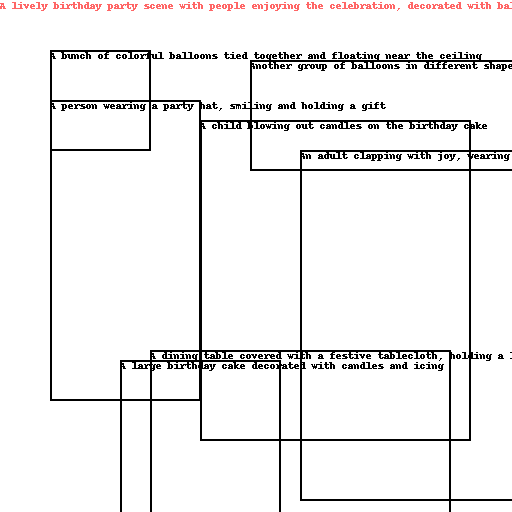 A lively birthday party scene with people enjoying the celebration, decorated with bal
A bunch of colorful balloons tied together and floating near the ceiling
Another group of balloons in different shape
A person wearing a party hat, smiling and holding a gift
A child blowing out candles on the birthday cake
An adult clapping with joy, wearing
A dining table covered with a festive tablecloth, holding a l
A large birthday cake decorated with candles and icing